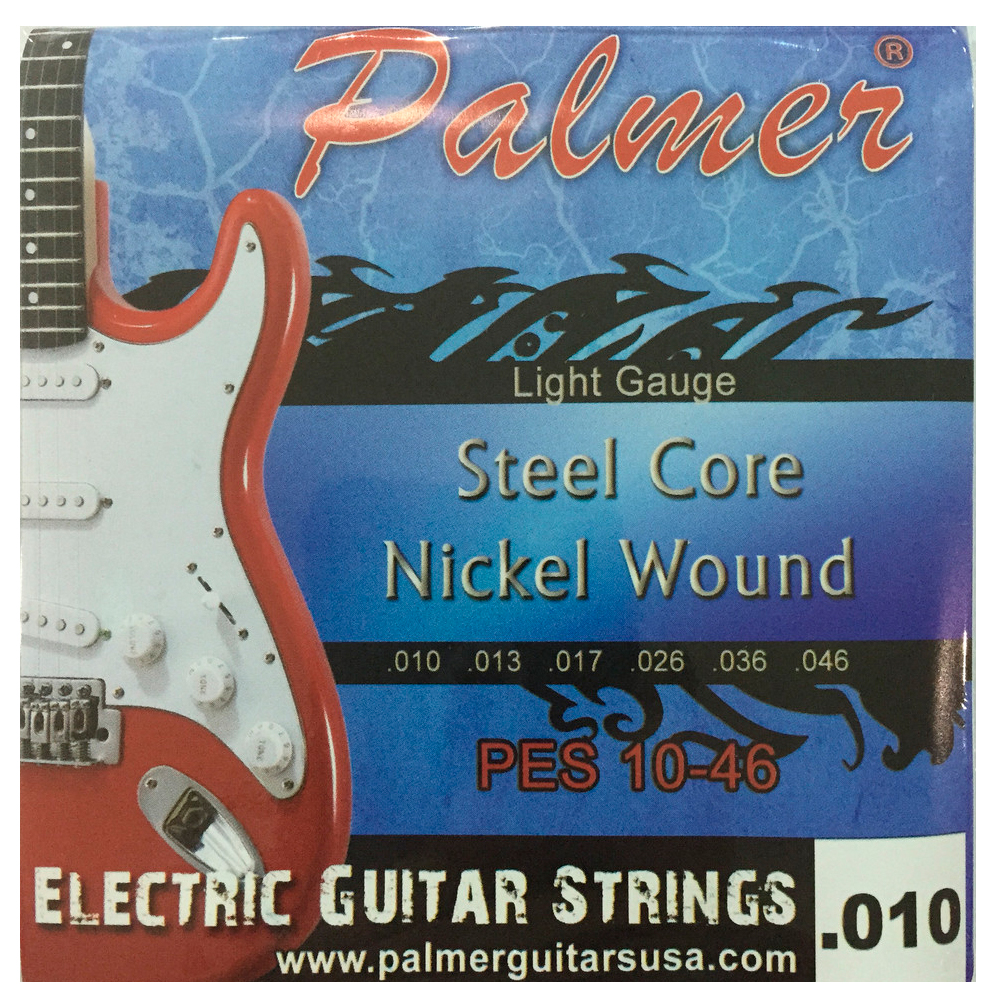 Palmer®
Light Gauge
Steel Core
Nickel Wound
.010 .013 .017 .026 .036 .046
PES 10-46
ELECTRIC GUITAR STRINGS
.010
www.palmerguitarsusa.com